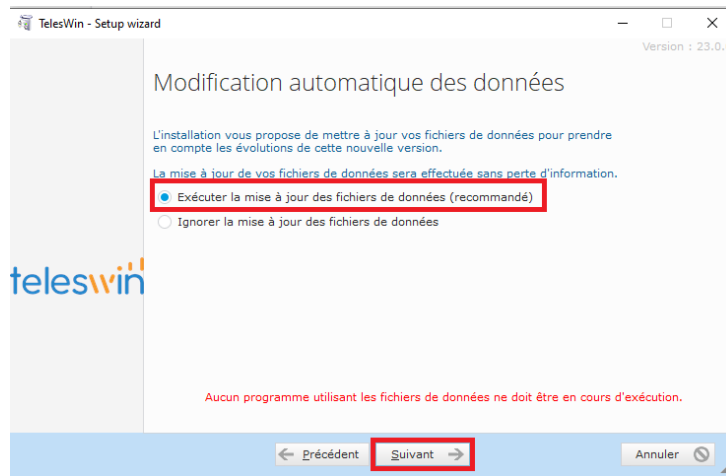 TelesWin - Setup wizard
Version : 23.0.
Modification automatique des données
L'installation vous propose de mettre à jour vos fichiers de données pour prendre
en compte les évolutions de cette nouvelle version.
La mise à jour de vos fichiers de données sera effectuée sans perte d'information.
Exécuter la mise à jour des fichiers de données (recommandé)
Ignorer la mise à jour des fichiers de données
teleswin
Aucun programme utilisant les fichiers de données ne doit être en cours d'exécution.
Précédent Suivant Annuler